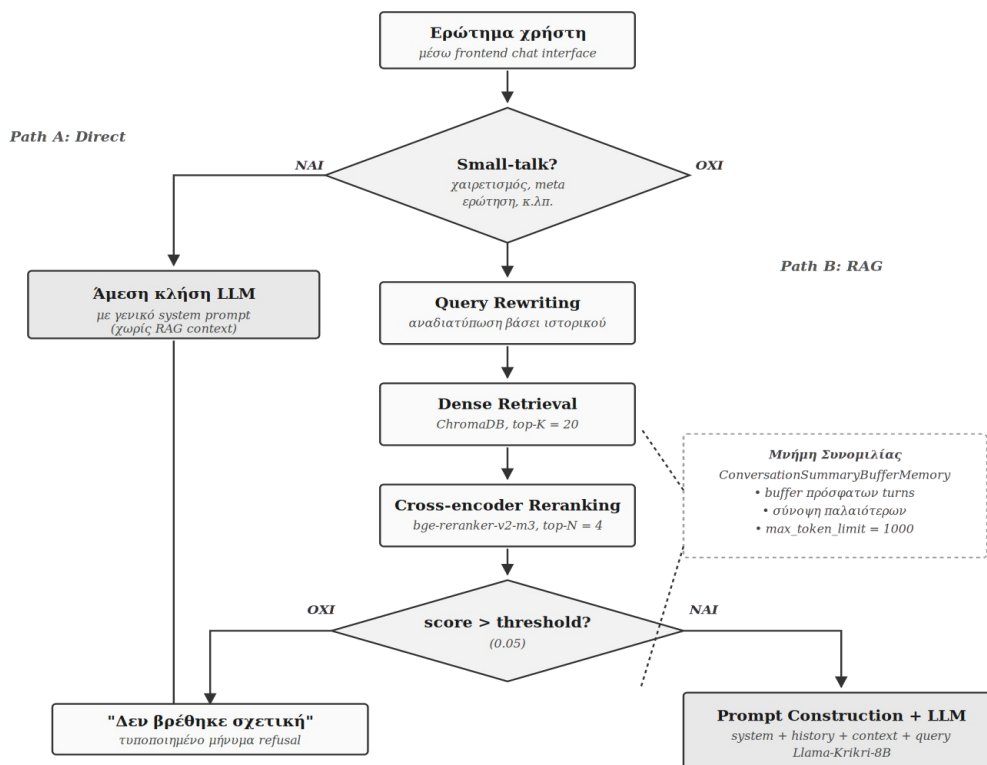 Ερώτημα χρήστη
μέσω frontend chat interface
Path A: Direct
ΝΑΙ
Small-talk?
χαιρετισμός, meta
ερώτηση, κ.λπ.
ΟΧΙ
Path B: RAG
Άμεση κλήση LLM
με γενικό system prompt
(χωρίς RAG context)
Query Rewriting
αναδιατύπωση βάσει ιστορικού
Dense Retrieval
ChromaDB, top-K = 20
Μνήμη Συνομιλίας
ConversationSummaryBufferMemory
• buffer πρόσφατων turns
• σύνοψη παλαιότερων
• max_token_limit = 1000
Cross-encoder Reranking
bge-reranker-v2-m3, top-N = 4
ΟΧΙ
score > threshold?
(0.05)
ΝΑΙ
"Δεν βρέθηκε σχετική"
τυποποιημένο μήνυμα refusal
Prompt Construction + LLM
system + history + context + query
Llama-Krikri-8B